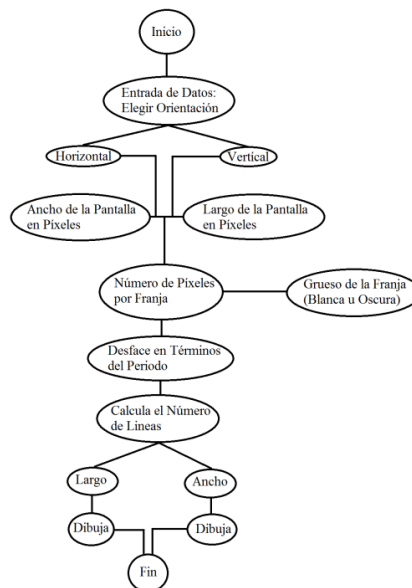 Inicio
Entrada de Datos:
Elegir Orientación
Horizontal
Vertical
Ancho de la Pantalla
en Píxeles
Largo de la Pantalla
en Píxeles
Número de Píxeles
por Franja
Grueso de la Franja
(Blanca u Oscura)
Desface en Términos
del Periodo
Calcula el Número
de Lineas
Largo
Ancho
Dibuja
Dibuja
Fin